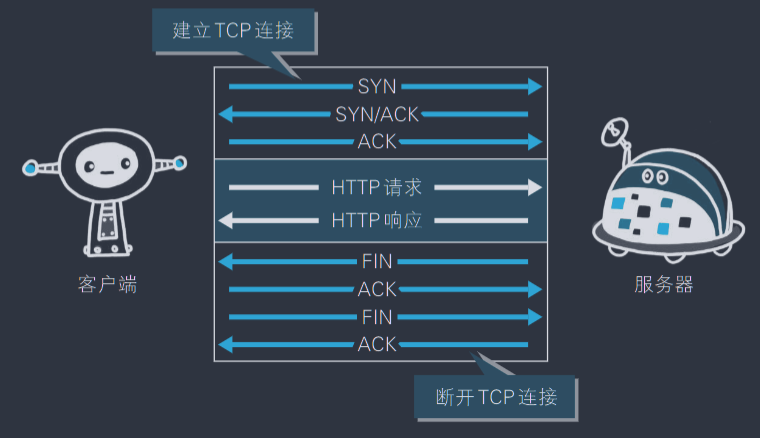 建立TCP连接
SYN
SYN/ACK
ACK
HTTP请求
HTTP响应
客户端
服务器
FIN
ACK
FIN
ACK
断开TCP连接